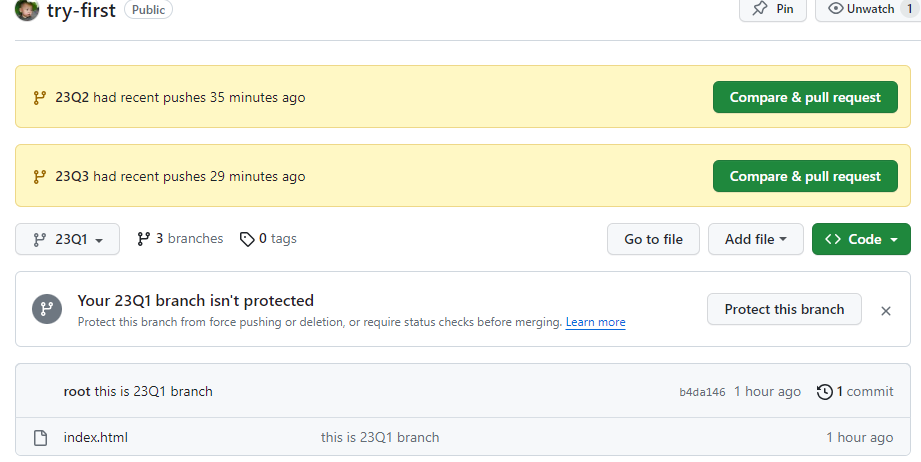 try-first Public Pin Unwatch 1
23Q2 had recent pushes 35 minutes ago Compare & pull request
23Q3 had recent pushes 29 minutes ago Compare & pull request
23Q1 3 branches 0 tags Go to file Add file <> Code
Your 23Q1 branch isn't protected
Protect this branch from force pushing or deletion, or require status checks before merging. Learn more Protect this branch ×
root this is 23Q1 branch b4da146 1 hour ago 1 commit
index.html this is 23Q1 branch 1 hour ago